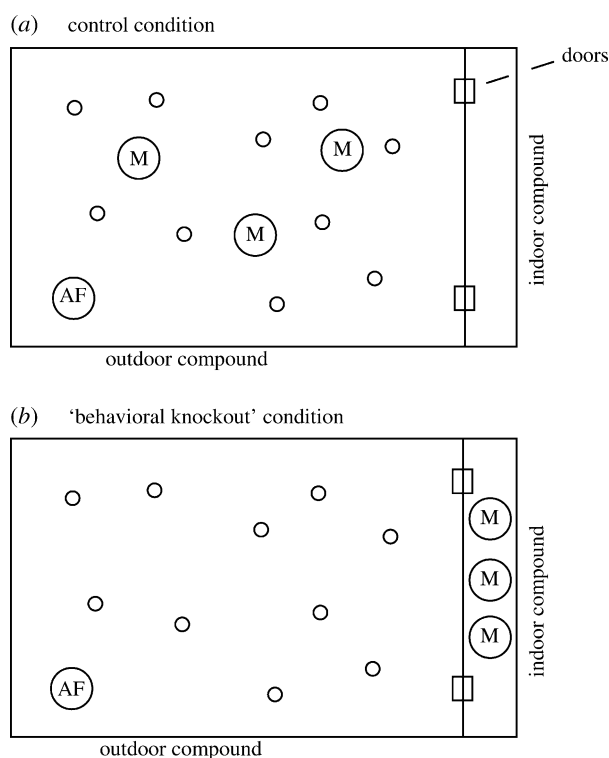 (a) control condition
doors
M
M
M
AF
indoor compound
outdoor compound
(b) ‘behavioral knockout’ condition
M
M
M
AF
indoor compound
outdoor compound